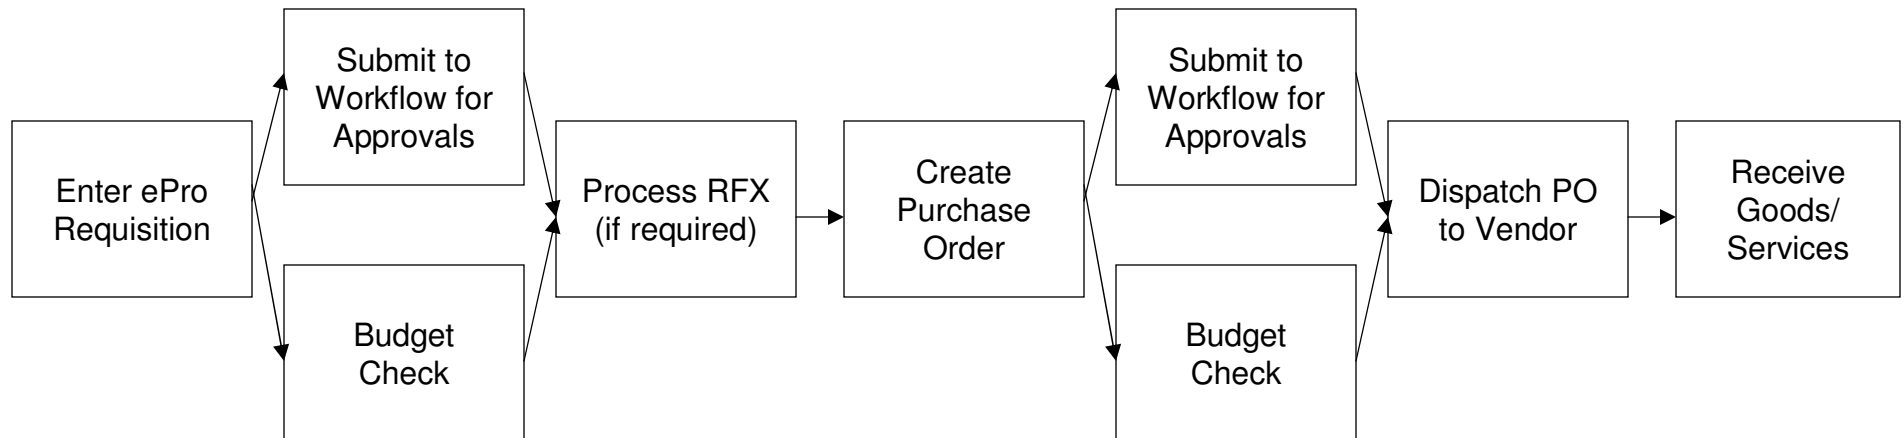 Enter ePro
Requisition
Submit to
Workflow for
Approvals
Budget
Check
Process RFX
(if required)
Create
Purchase
Order
Submit to
Workflow for
Approvals
Budget
Check
Dispatch PO
to Vendor
Receive
Goods/
Services